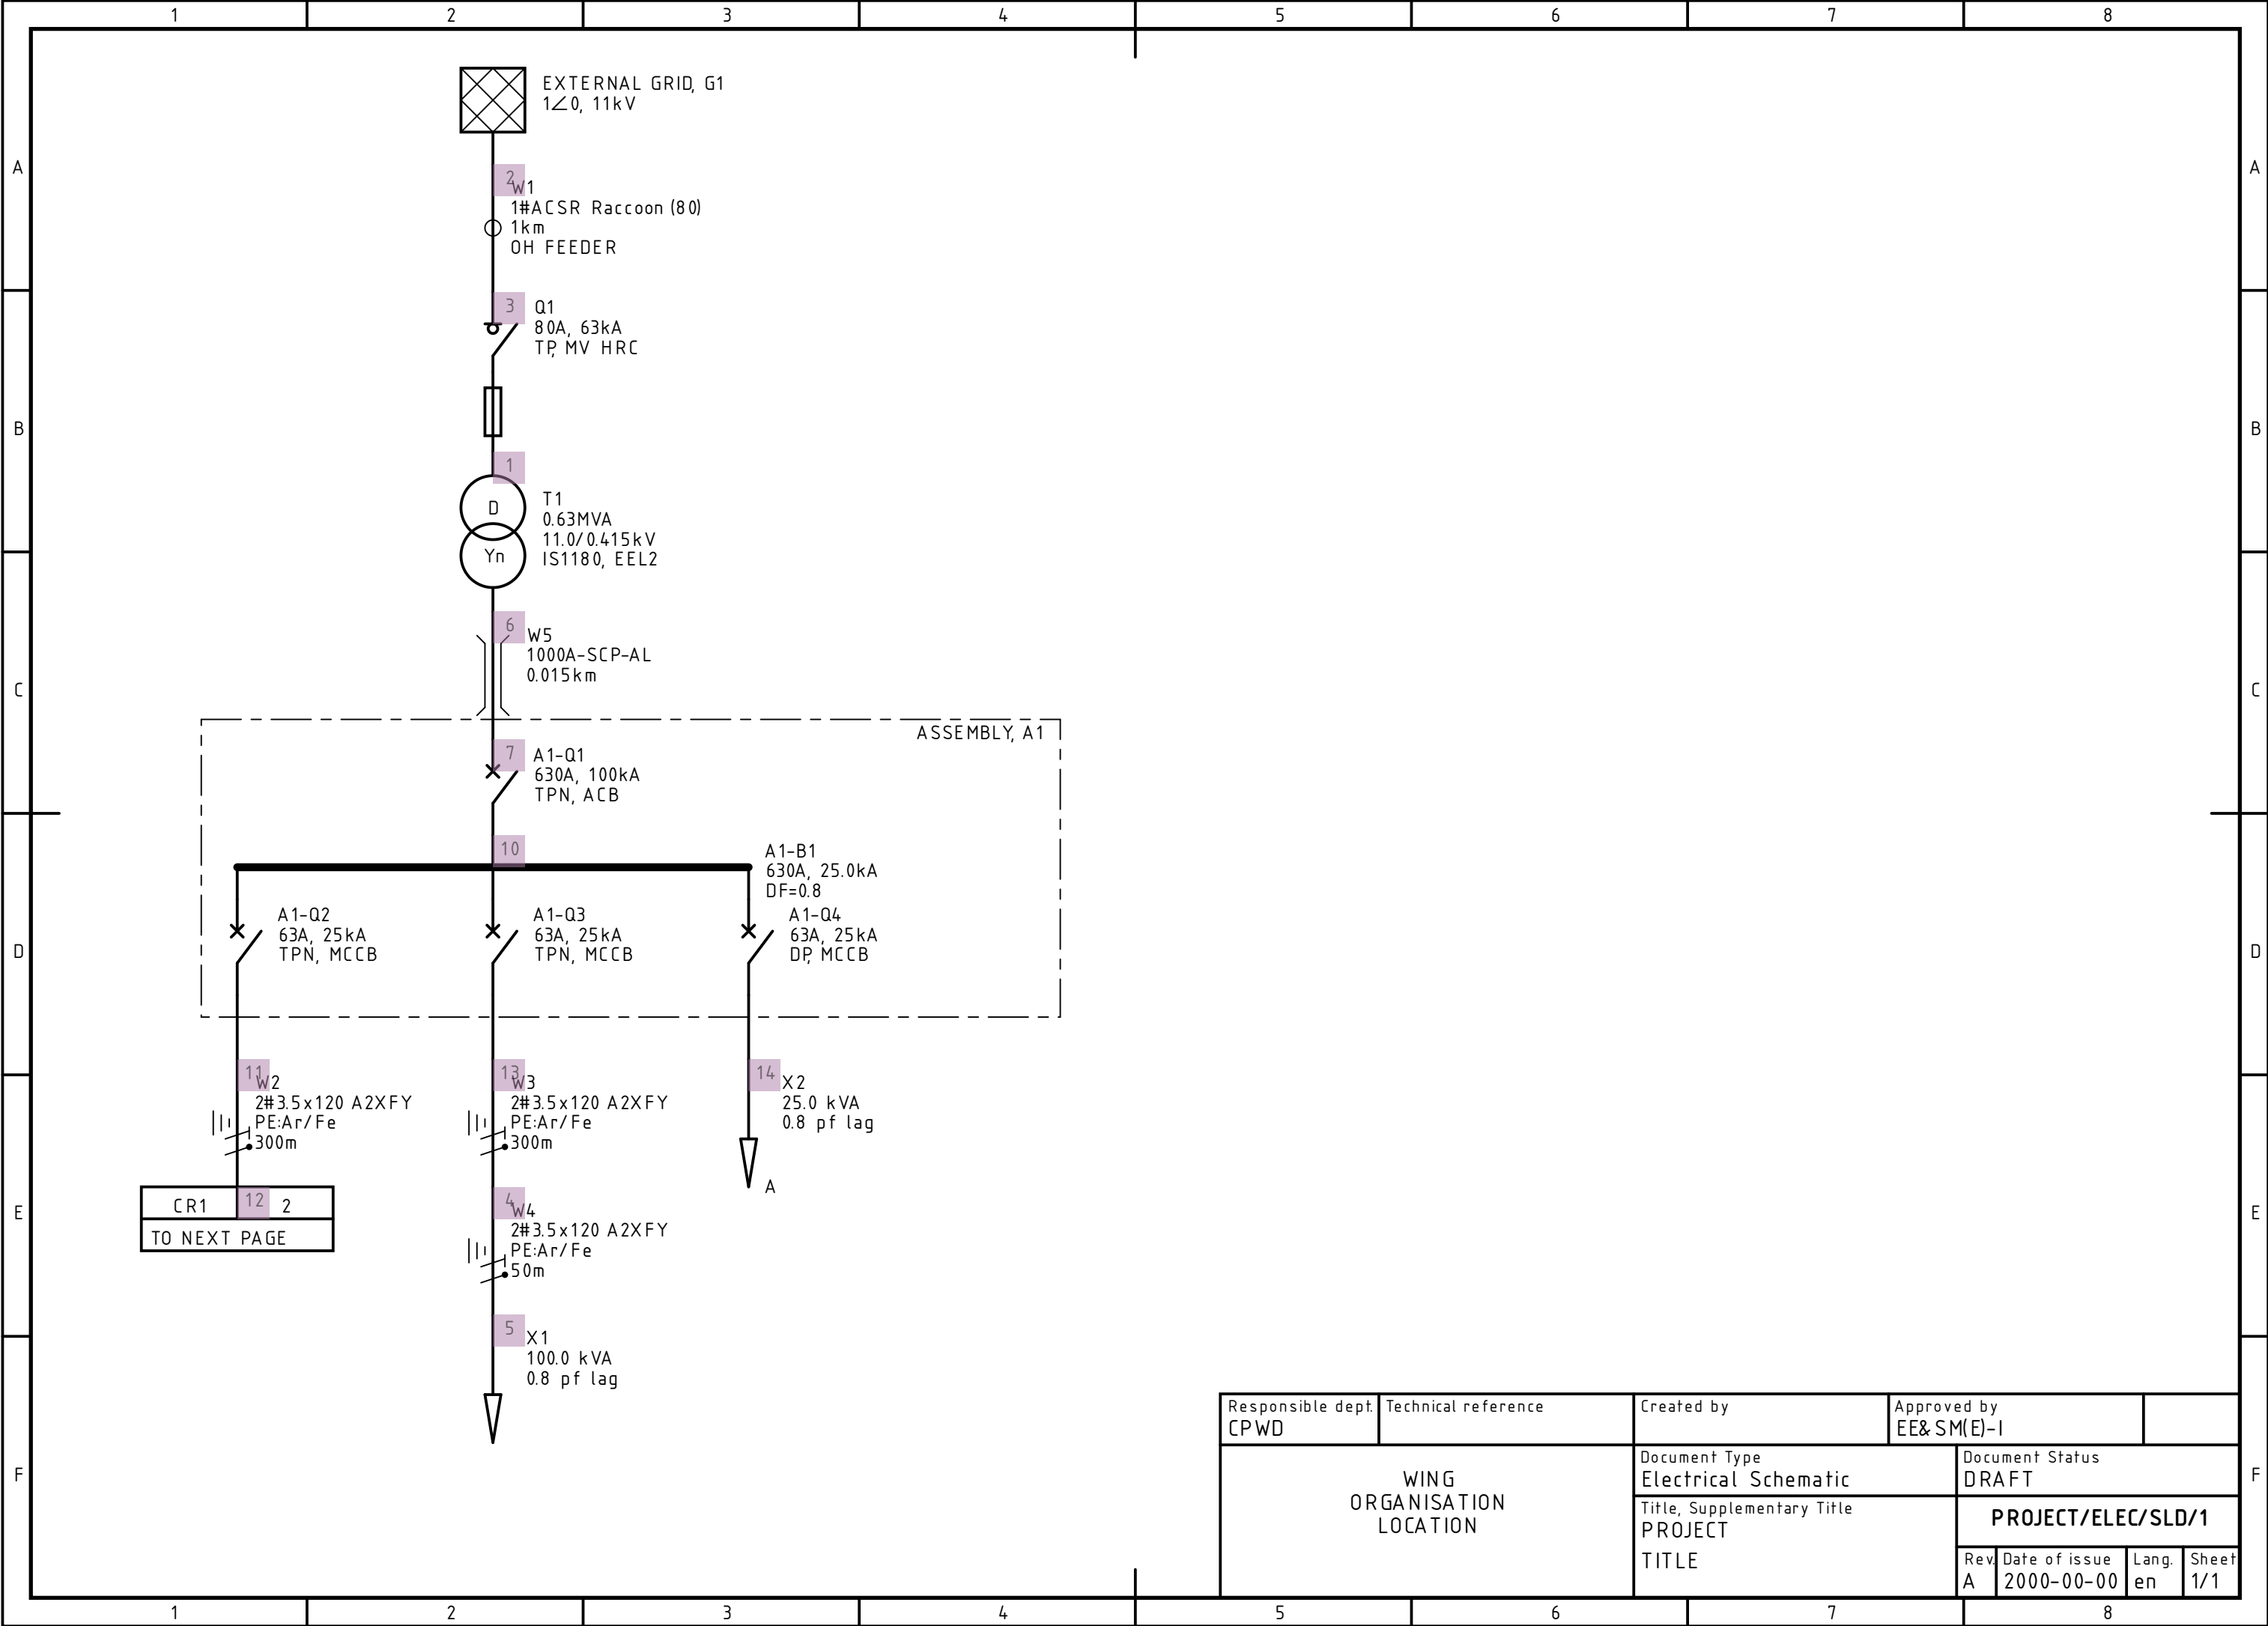 1 2 3 4 5 6 7 8
EXTERNAL GRID, G1
1∠0, 11kV
A A
2
W1
1#ACSR Raccoon (80)
1km
OH FEEDER
3
Q1
80A, 63kA
TP, MV HRC
B B
1
D
Yn
T1
0.63MVA
11.0/0.415kV
IS1180, EEL2
6
W5
1000A-SCP-AL
0.015km
C C
ASSEMBLY, A1
7
A1-Q1
630A, 100kA
TPN, ACB
10
A1-B1
630A, 25.0kA
DF=0.8
A1-Q2
63A, 25kA
TPN, MCCB
A1-Q3
63A, 25kA
TPN, MCCB
A1-Q4
63A, 25kA
DP, MCCB
D D
11
W2
2#3.5x120 A2XFY
PE:Ar/Fe
300m
13
W3
2#3.5x120 A2XFY
PE:Ar/Fe
300m
14
X2
25.0 kVA
0.8 pf lag
A
CR1 12 2
TO NEXT PAGE
E E
4
W4
2#3.5x120 A2XFY
PE:Ar/Fe
50m
5
X1
100.0 kVA
0.8 pf lag
F F
Responsible dept.
CPWD
Technical reference
Created by
Approved by
EE&SM(E)-I
WING
ORGANISATION
LOCATION
Document Type
Electrical Schematic
Document Status
DRAFT
Title, Supplementary Title
PROJECT
TITLE
PROJECT/ELEC/SLD/1
Rev.
A
Date of issue
2000-00-00
Lang.
en
Sheet
1/1
1 2 3 4 5 6 7 8